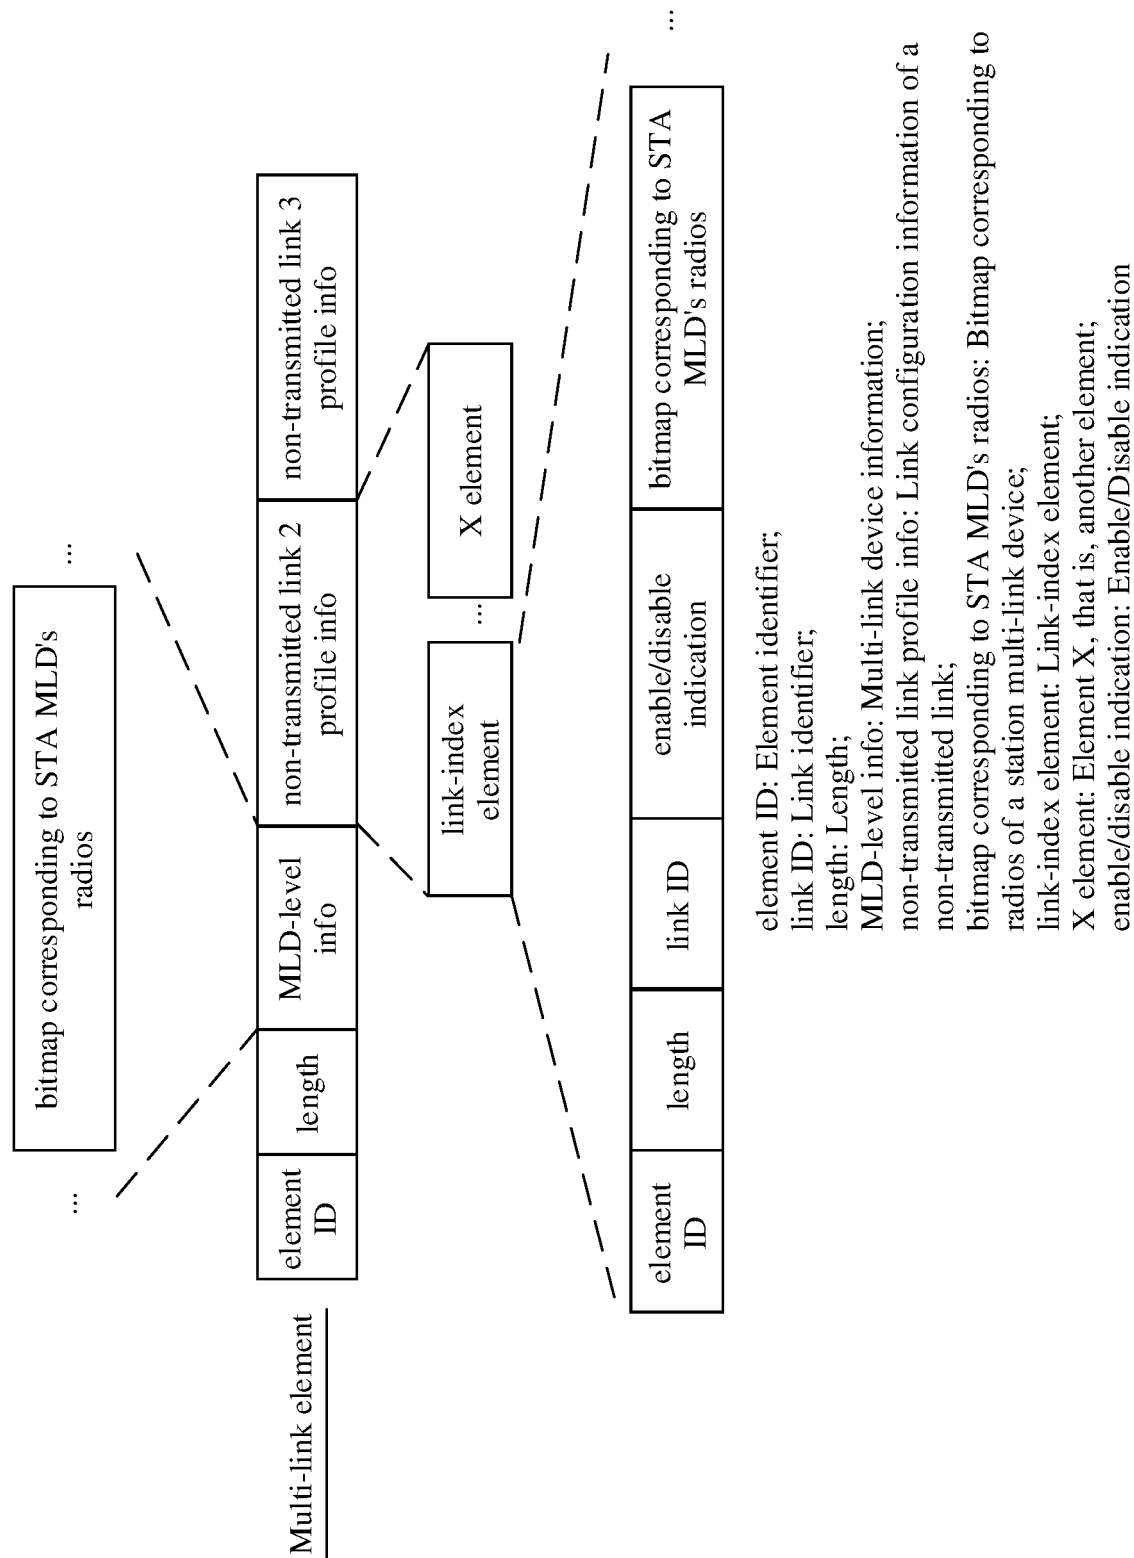 ...
bitmap corresponding to STA MLD's
radios
...
Multi-link element
element
ID
length
MLD-level
info
non-transmitted link 2
profile info
non-transmitted link 3
profile info
link-index
element
...
X element
element
ID
length
link ID
enable/disable
indication
bitmap corresponding to STA
MLD's radios
...
element ID: Element identifier;
link ID: Link identifier;
length: Length;
MLD-level info: Multi-link device information;
non-transmitted link profile info: Link configuration information of a
non-transmitted link;
bitmap corresponding to STA MLD's radios: Bitmap corresponding to
radios of a station multi-link device;
link-index element: Link-index element;
X element: Element X, that is, another element;
enable/disable indication: Enable/Disable indication